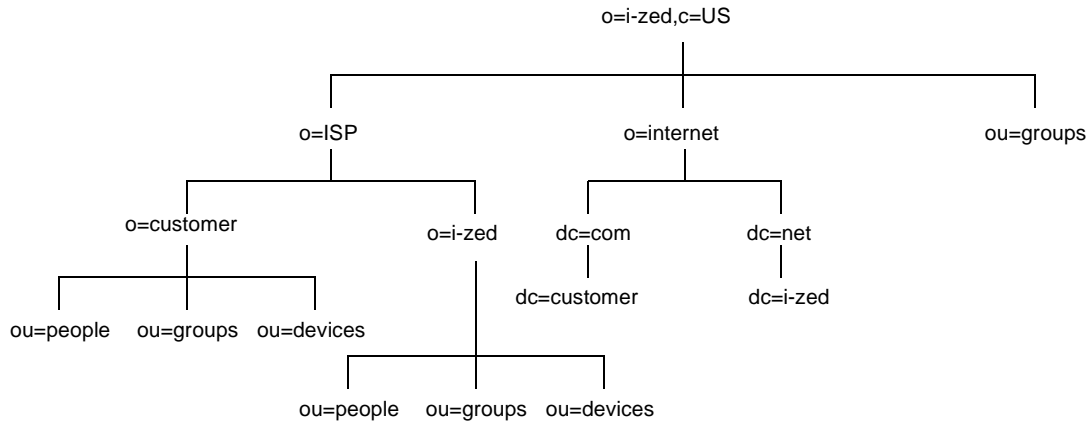 o=i-zed,c=US
o=ISP
o=internet
ou=groups
o=customer
o=i-zed
dc=com
dc=net
dc=customer
dc=i-zed
ou=people
ou=groups
ou=devices
ou=people
ou=groups
ou=devices